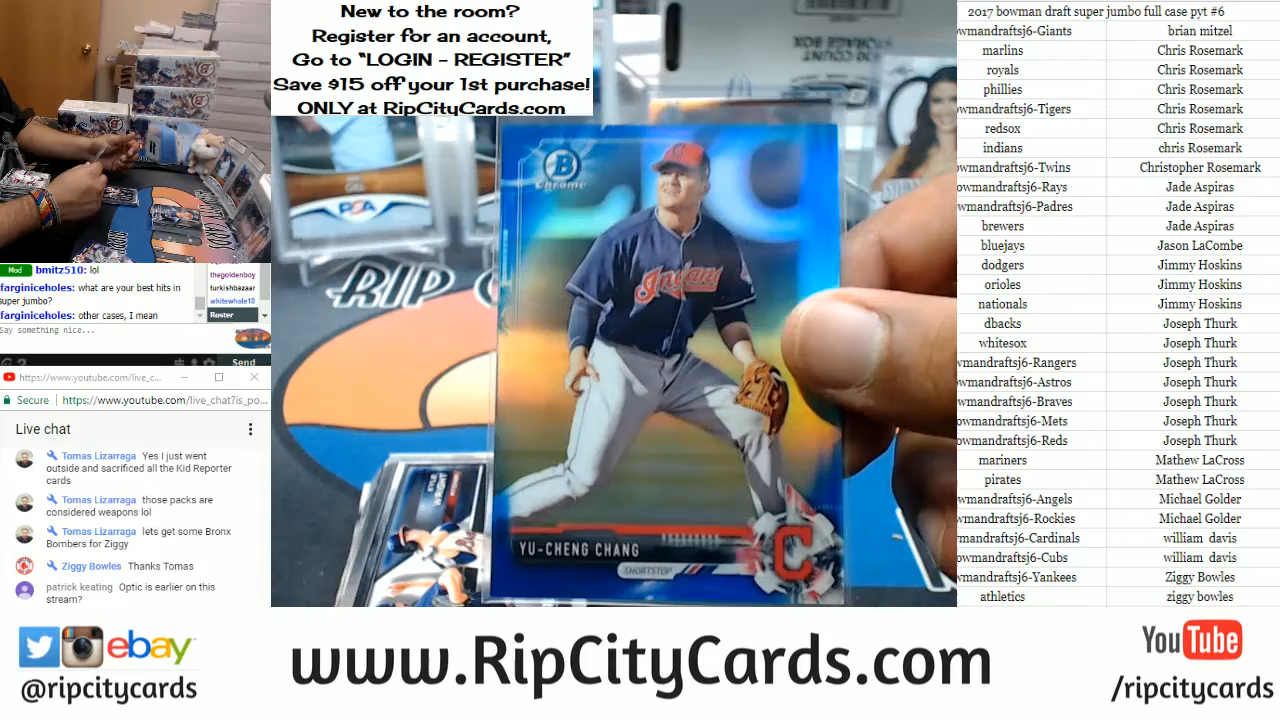 New to the room?
Register for an account,
Go to “LOGIN - REGISTER”
Save $15 off your 1st purchase!
ONLY at RipCityCards.com
2017 bowman draft super jumbo full case pyt #6
owmandraftsj6-Giants brian mitzel
marlins Chris Rosemark
royals Chris Rosemark
phillies Chris Rosemark
owmandraftsj6-Tigers Chris Rosemark
redsox Chris Rosemark
indians chris Rosemark
owmandraftsj6-Twins Christopher Rosemark
owmandraftsj6-Rays Jade Aspiras
owmandraftsj6-Padres Jade Aspiras
brewers Jade Aspiras
bluejays Jason LaCombe
dodgers Jimmy Hoskins
orioles Jimmy Hoskins
nationals Jimmy Hoskins
dbacks Joseph Thurk
whitesox Joseph Thurk
wmandraftsj6-Rangers Joseph Thurk
owmandraftsj6-Astros Joseph Thurk
owmandraftsj6-Braves Joseph Thurk
owmandraftsj6-Mets Joseph Thurk
owmandraftsj6-Reds Joseph Thurk
mariners Mathew LaCross
pirates Mathew LaCross
owmandraftsj6-Angels Michael Golder
wmandraftsj6-Rockies Michael Golder
wmandraftsj6-Cardinals william davis
owmandraftsj6-Cubs william davis
wmandraftsj6-Yankees Ziggy Bowles
athletics ziggy bowles
B
Chrome
PSA
RIP C
Indians
KYLE
WRIGHT
YU-CHENG CHANG
SHORTSTOP
C
Mod bmitz510: lol
farginiceholes: what are your best hits in
super jumbo?
farginiceholes: other cases, I mean
thegoldenboy
turkishbazaar
whitewhale18
Roster
Say something nice...
Send
https://www.youtube.com/live_c...
Secure https://www.youtube.com/live_chat?is_po...
Live chat
Tomas Lizarraga Yes I just went
outside and sacrificed all the Kid Reporter
cards
Tomas Lizarraga those packs are
considered weapons lol
Tomas Lizarraga lets get some Bronx
Bombers for Ziggy
Ziggy Bowles Thanks Tomas
patrick keating Optic is earlier on this
stream?
ebay
@ripcitycards
www.RipCityCards.com
YouTube
/ripcitycards